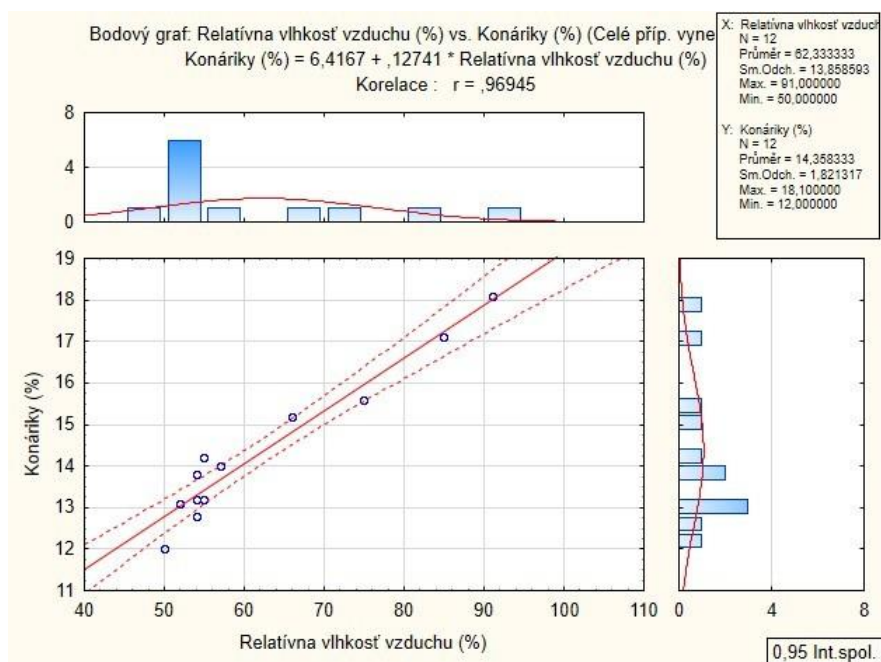 Bodový graf: Relatívna vlhkosť vzduchu (%) vs. Konáriky (%) (Celé příp. vyne
Konáriky (%) = 6,4167 + ,12741 * Relatívna vlhkosť vzduchu (%)
Korelace : r = ,96945
X: Relatívna vlhkosť vzduch
N = 12
Průměr = 62,333333
Sm.Odch. = 13,858593
Max. = 91,000000
Min. = 50,000000
Y: Konáriky (%)
N = 12
Průměr = 14,358333
Sm.Odch. = 1,821317
Max. = 18,100000
Min. = 12,000000
8
4
0
19
18
17
16
15
14
13
12
11
Konáriky (%)
40 50 60 70 80 90 100 110
Relatívna vlhkosť vzduchu (%)
0 4 8
0,95 Int.spol.